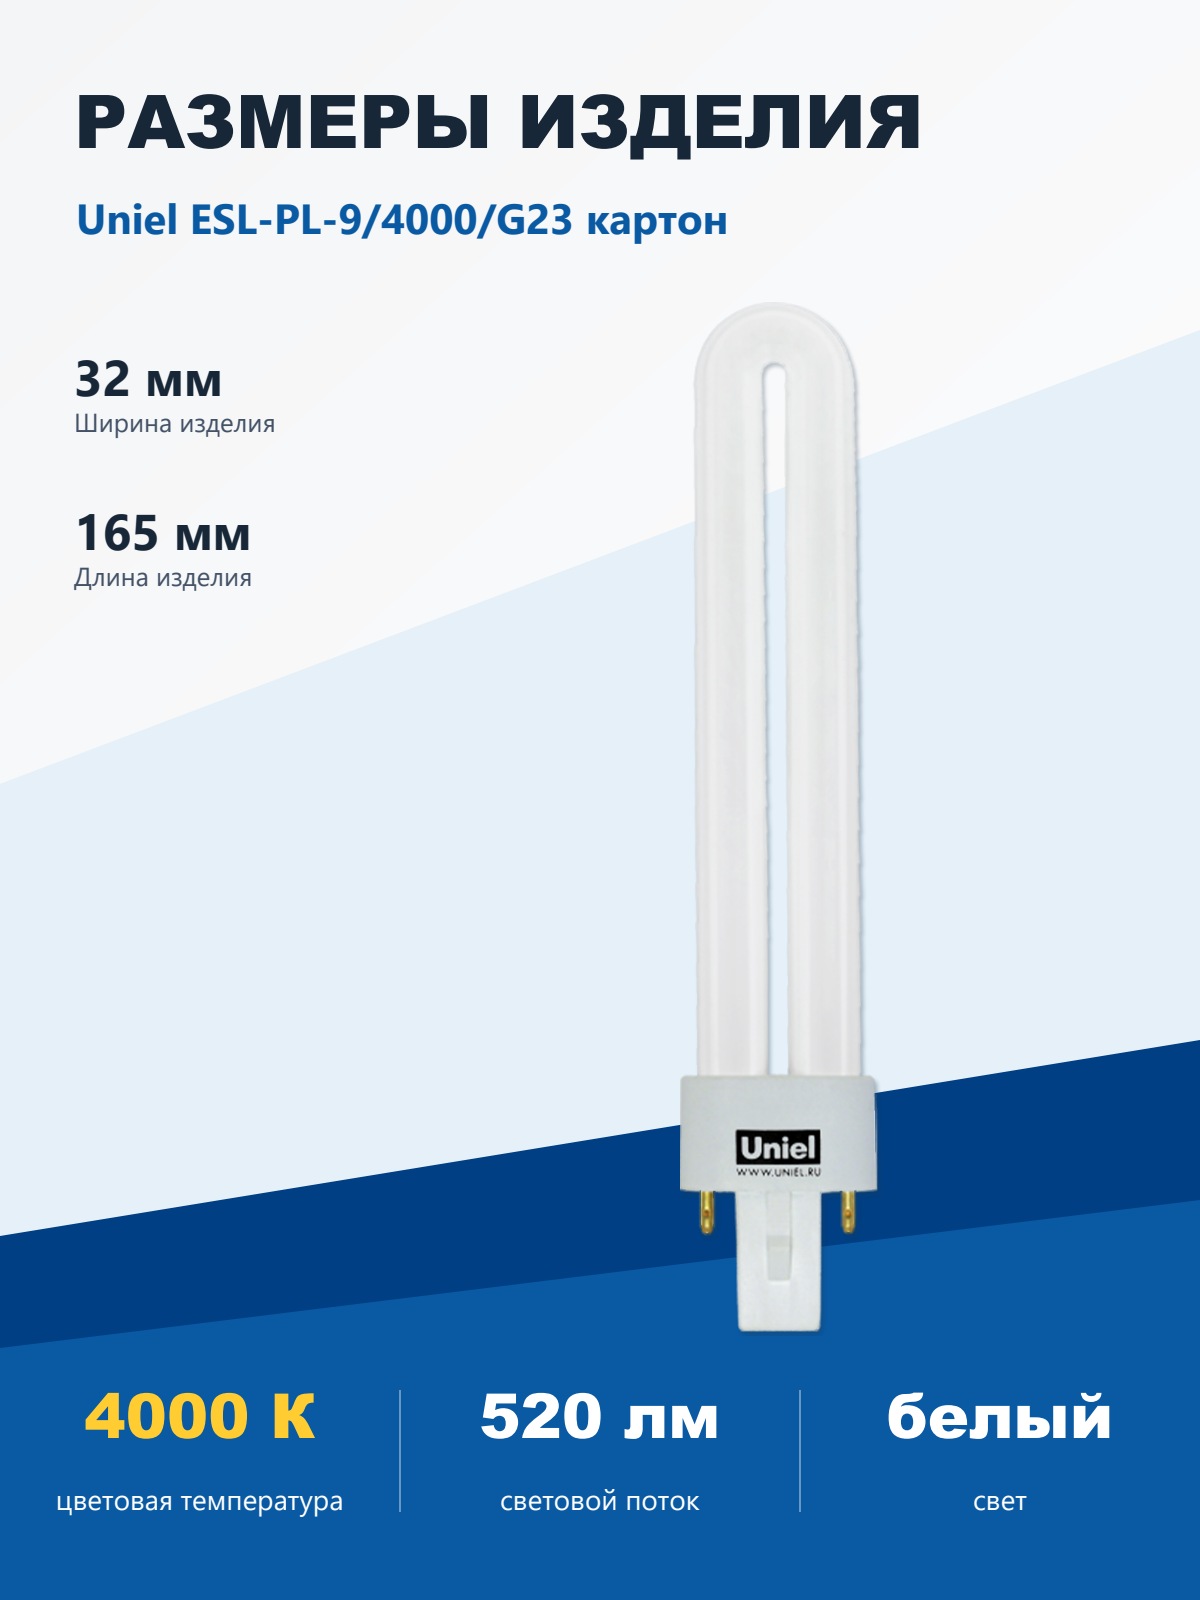 РАЗМЕРЫ ИЗДЕЛИЯ
Uniel ESL-PL-9/4000/G23 картон
32 мм
Ширина изделия
165 мм
Длина изделия
Uniel
WWW.UNIEL.RU
4000 К
цветовая температура
520 лм
световой поток
белый
свет